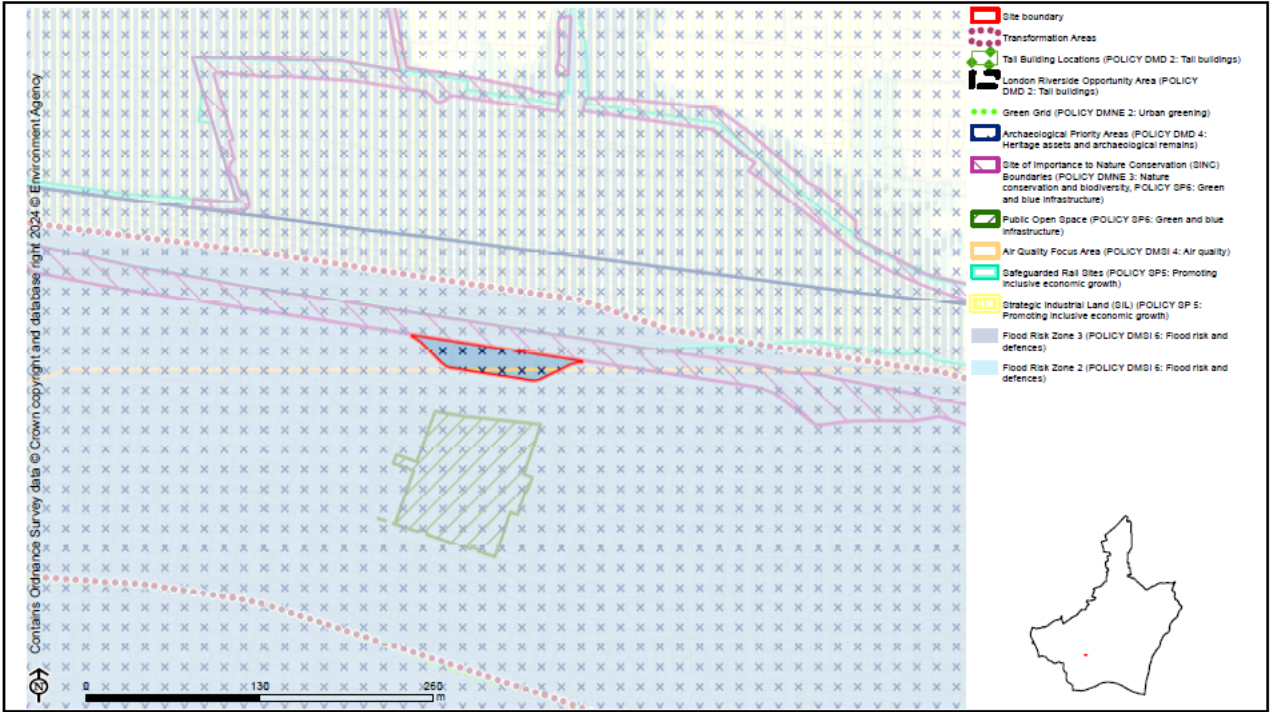 Contains Ordnance Survey data © Crown copyright and database right 2024 © Environment Agency
Site boundary
Transformation Areas
Tall Building Locations (POLICY DMD 2: Tall buildings)
London Riverside Opportunity Area (POLICY
DMD 2: Tall buildings)
Green Grid (POLICY DMNE 2: Urban greening)
Archaeological Priority Areas (POLICY DMD 4:
Heritage assets and archaeological remains)
Site of Importance to Nature Conservation (SINC)
Boundaries (POLICY DMNE 3: Nature
conservation and biodiversity, POLICY SP6: Green
and blue infrastructure)
Public Open Space (POLICY SP6: Green and blue
infrastructure)
Air Quality Focus Area (POLICY DMSI 4: Air quality)
Safeguarded Rail Sites (POLICY SP5: Promoting
inclusive economic growth)
Strategic Industrial Land (SIL) (POLICY SP 5:
Promoting inclusive economic growth)
Flood Risk Zone 3 (POLICY DMSI 6: Flood risk and
defences)
Flood Risk Zone 2 (POLICY DMSI 6: Flood risk and
defences)
N
0 130 260
m